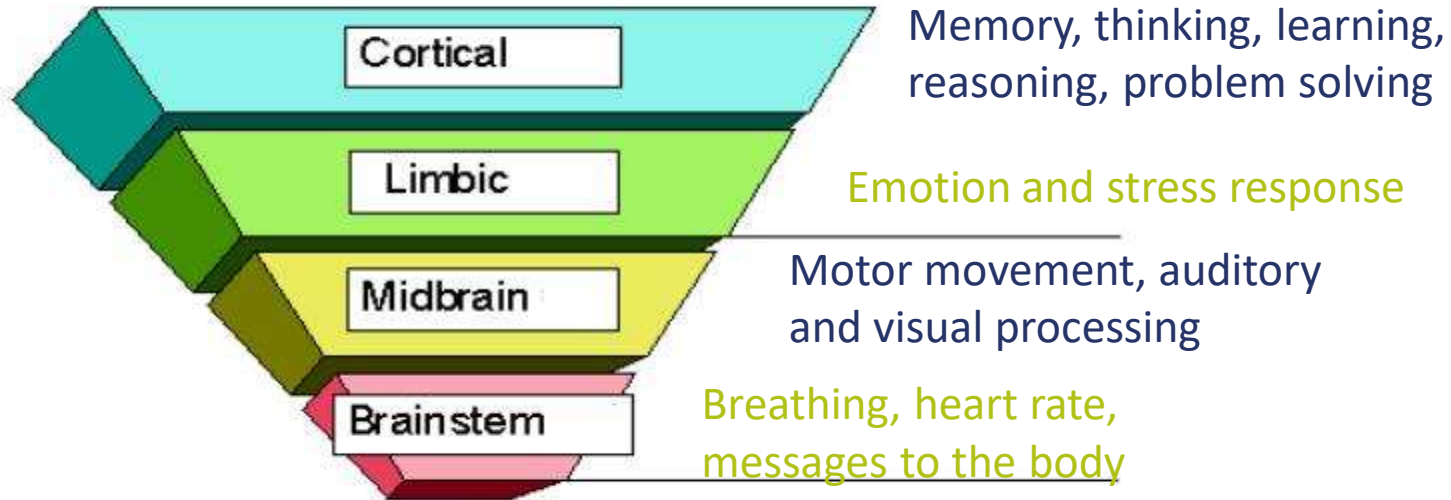 Cortical
Memory, thinking, learning,
reasoning, problem solving
Limbic
Emotion and stress response
Midbrain
Motor movement, auditory
and visual processing
Brainstem
Breathing, heart rate,
messages to the body